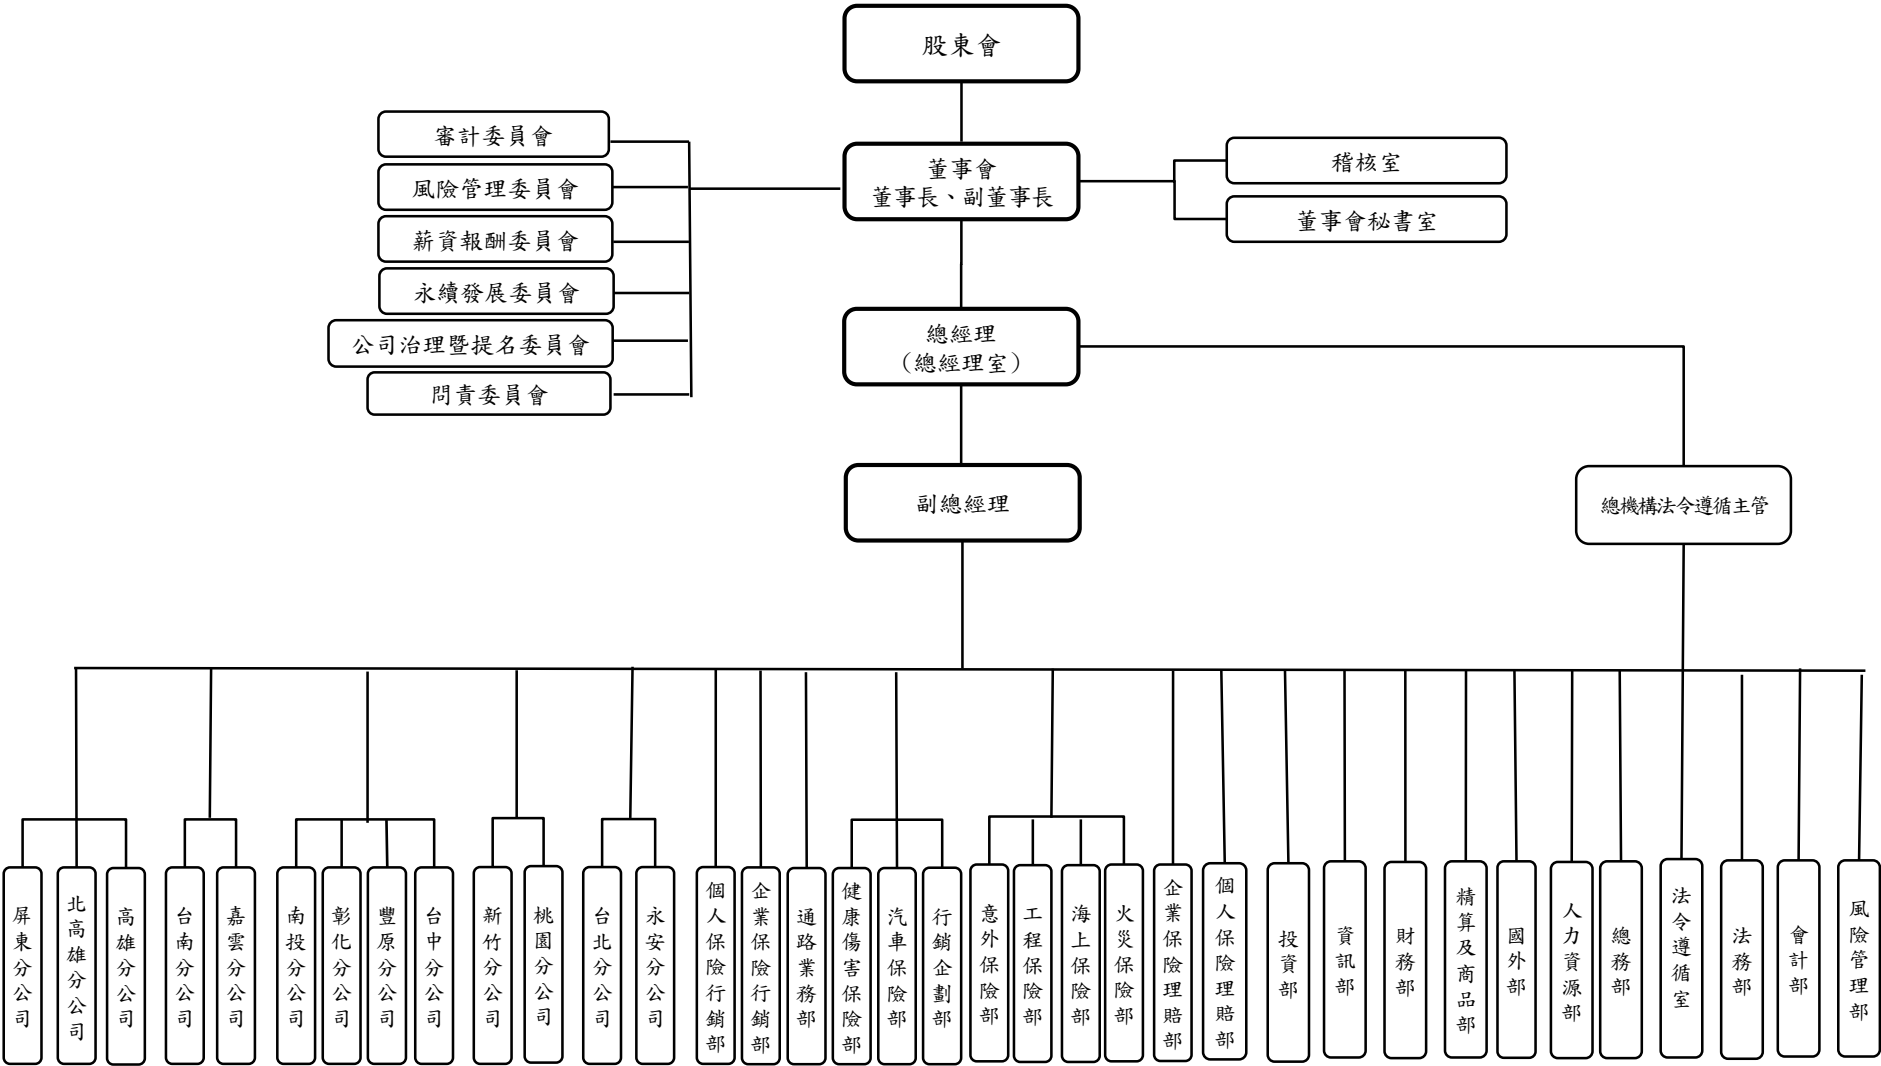 股東會
審計委員會
風險管理委員會
薪資報酬委員會
永續發展委員會
公司治理暨提名委員會
問責委員會
董事會
董事長、副董事長
稽核室
董事會秘書室
總經理
（總經理室）
副總經理
總機構法令遵循主管
屏東分公司
北高雄分公司
高雄分公司
台南分公司
嘉雲分公司
南投分公司
彰化分公司
豐原分公司
台中分公司
新竹分公司
桃園分公司
台北分公司
永安分公司
個人保險行銷部
企業保險行銷部
通路業務部
健康傷害保險部
汽車保險部
行銷企劃部
意外保險部
工程保險部
海上保險部
火災保險部
企業保險理賠部
個人保險理賠部
投資部
資訊部
財務部
精算及商品部
國外部
人力資源部
總務部
法令遵循室
法務部
會計部
風險管理部